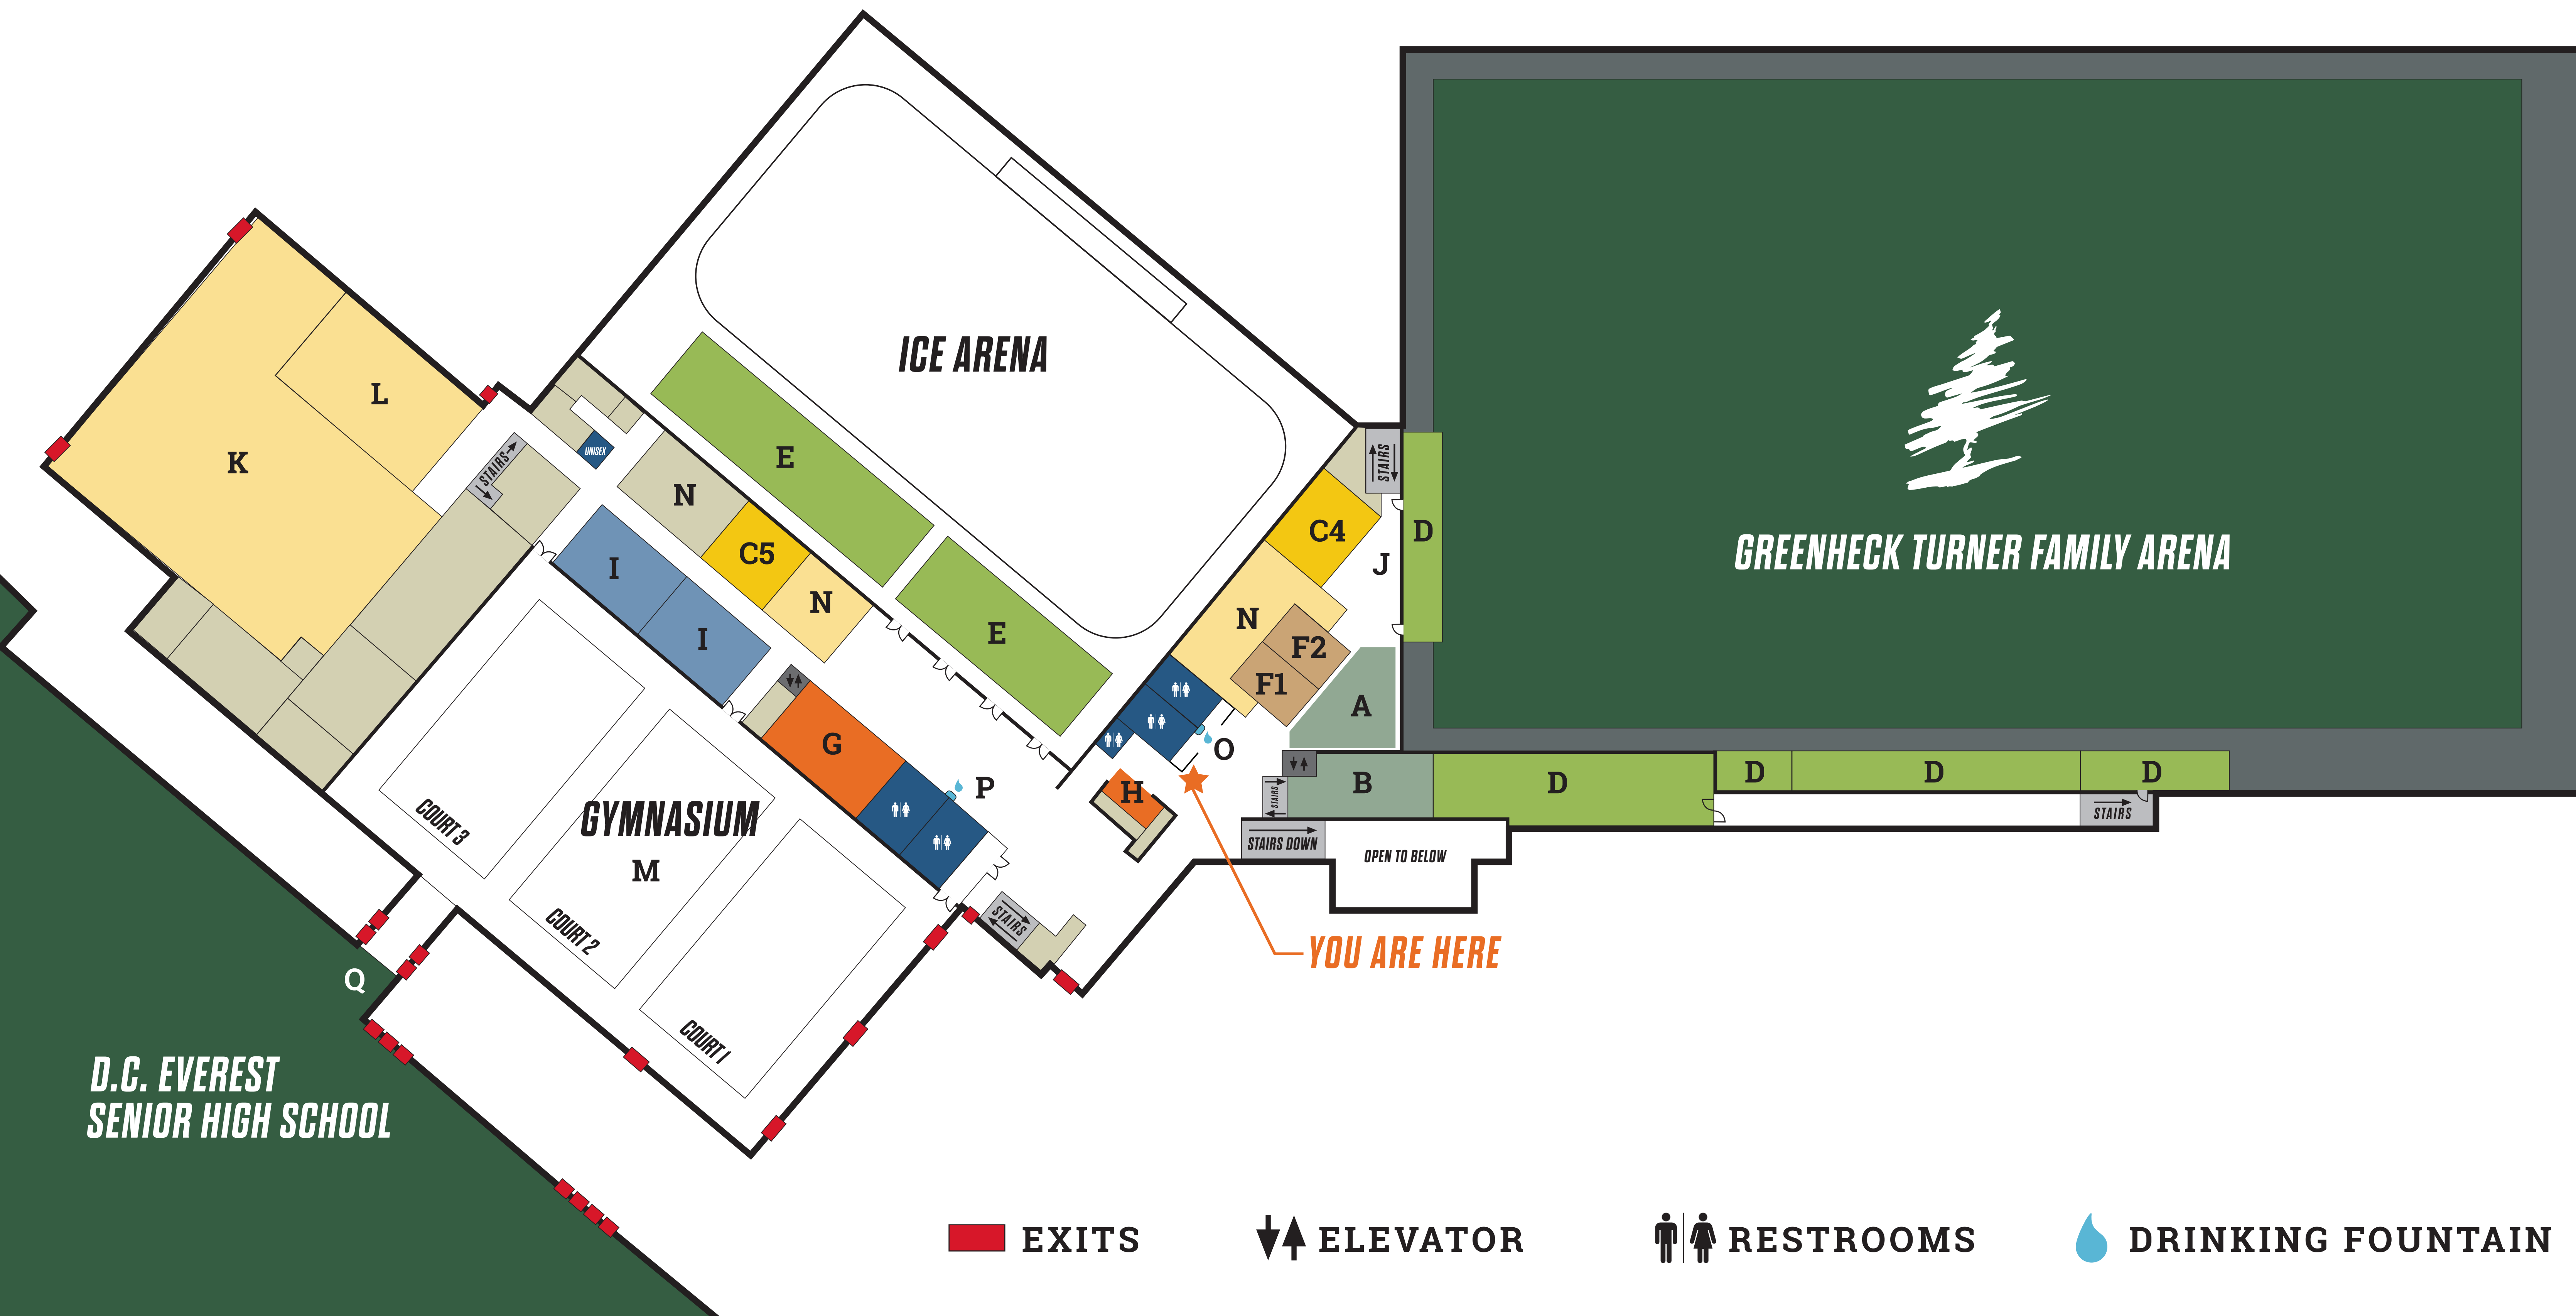 ICE ARENA
L
K
STAIRS
UNISEX
E
N
C5
N
E
I
I
C4
STAIRS
D
J
N
F2
F1
A
GREENHECK TURNER FAMILY ARENA
O
B
D
D
D
D
STAIRS
STAIRS
STAIRS DOWN
OPEN TO BELOW
H
G
P
COURT 3
GYMNASIUM
M
COURT 2
COURT 1
STAIRS
YOU ARE HERE
Q
D.C. EVEREST
SENIOR HIGH SCHOOL
EXITS
ELEVATOR
RESTROOMS
DRINKING FOUNTAIN